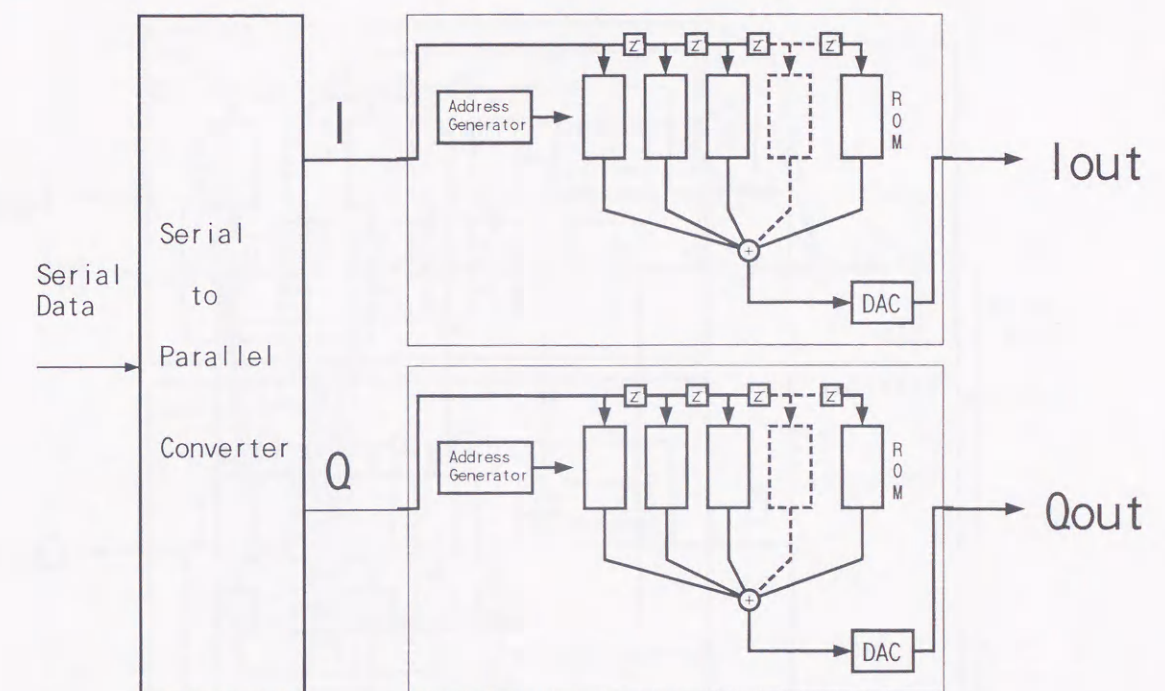 Serial
Data
Serial
to
Parallel
Converter
I
Z
Z
Z
Z
Address
Generator
R
O
M
+
DAC
Iout
Q
Z
Z
Z
Z
Address
Generator
R
O
M
+
DAC
Qout